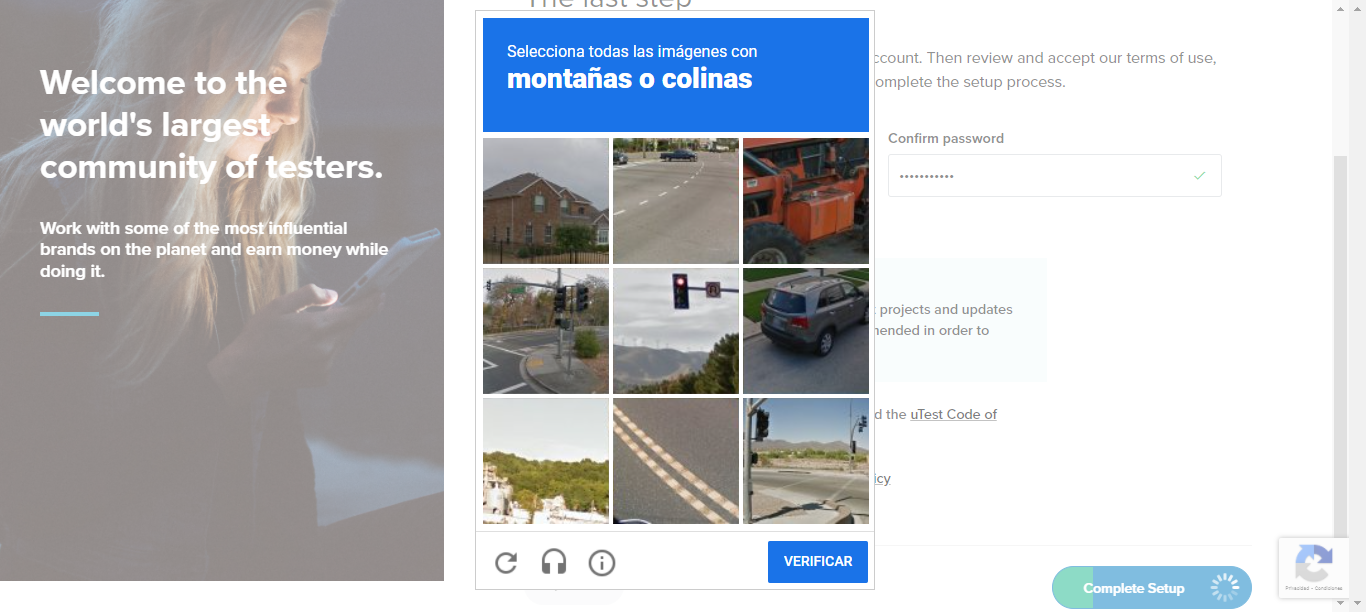 The last step
Welcome to the
world's largest
community of testers.
Work with some of the most influential
brands on the planet and earn money while
doing it.
Selecciona todas las imágenes con
montañas o colinas
VERIFICAR
ccount. Then review and accept our terms of use,
omplete the setup process.
Confirm password
•••••••••••
projects and updates
nended in order to
d the uTest Code of
icy
Complete Setup
Privacidad - Condiciones